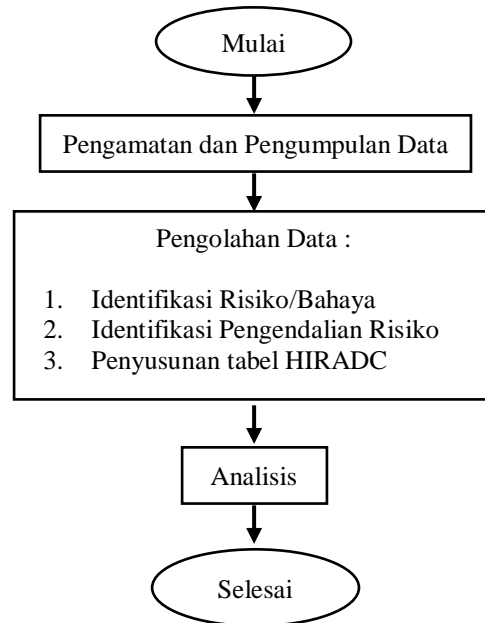 Mulai
Pengamatan dan Pengumpulan Data
Pengolahan Data :
1. Identifikasi Risiko/Bahaya
2. Identifikasi Pengendalian Risiko
3. Penyusunan tabel HIRADC
Analisis
Selesai